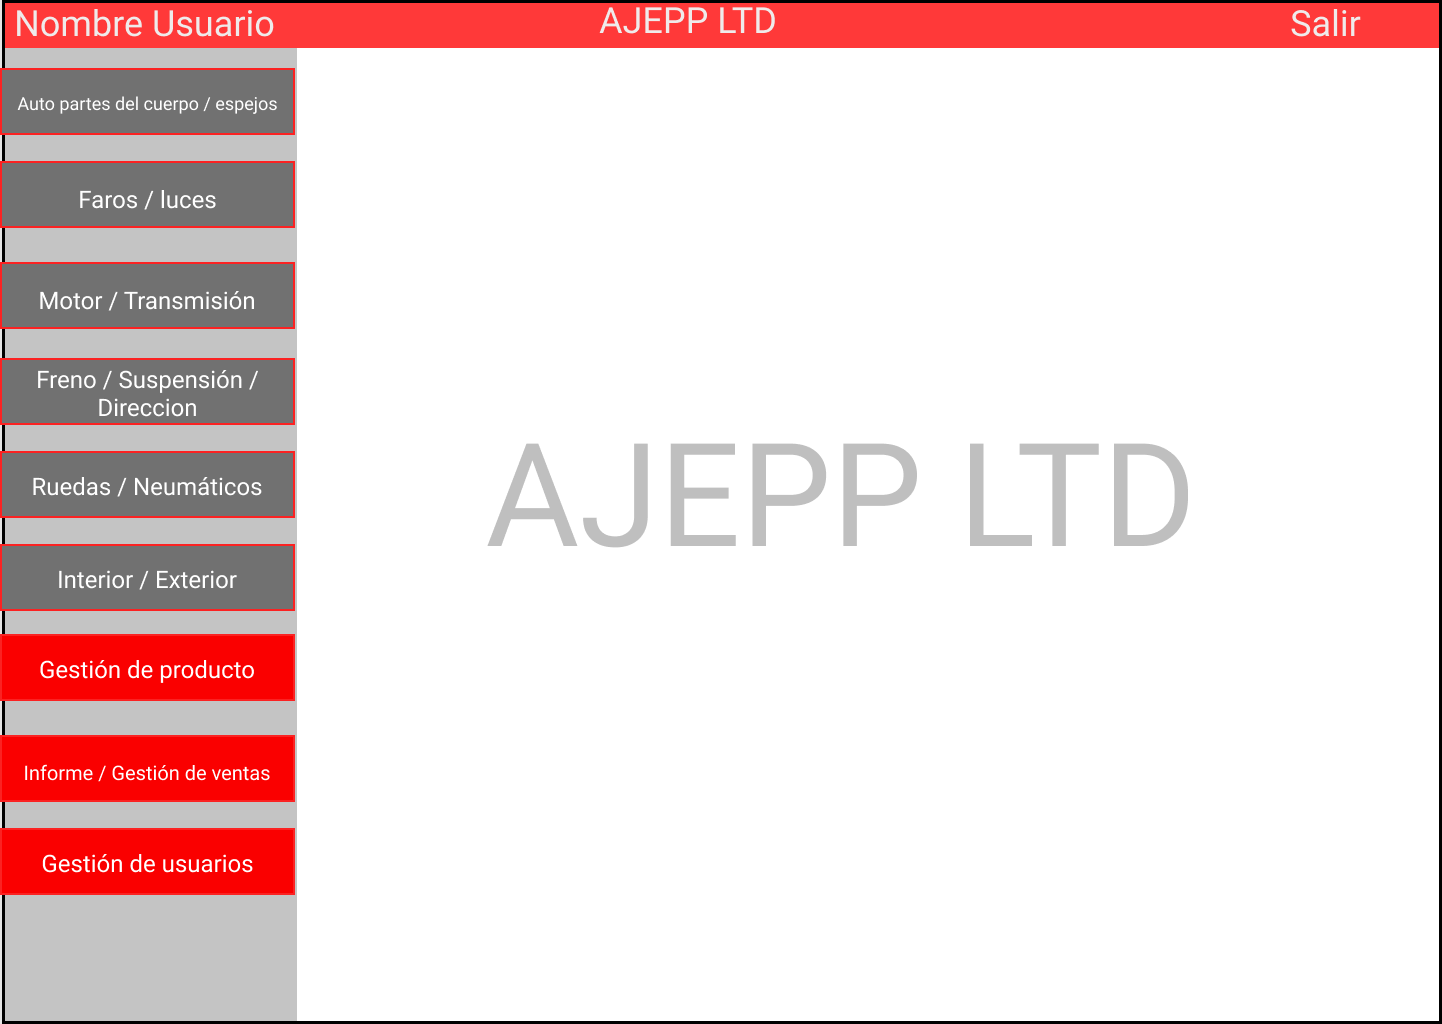 Nombre Usuario
AJEPP LTD
Salir
Auto partes del cuerpo / espejos
Faros / luces
Motor / Transmisión
Freno / Suspensión /
Direccion
Ruedas / Neumáticos
Interior / Exterior
Gestión de producto
Informe / Gestión de ventas
Gestión de usuarios
AJEPP LTD